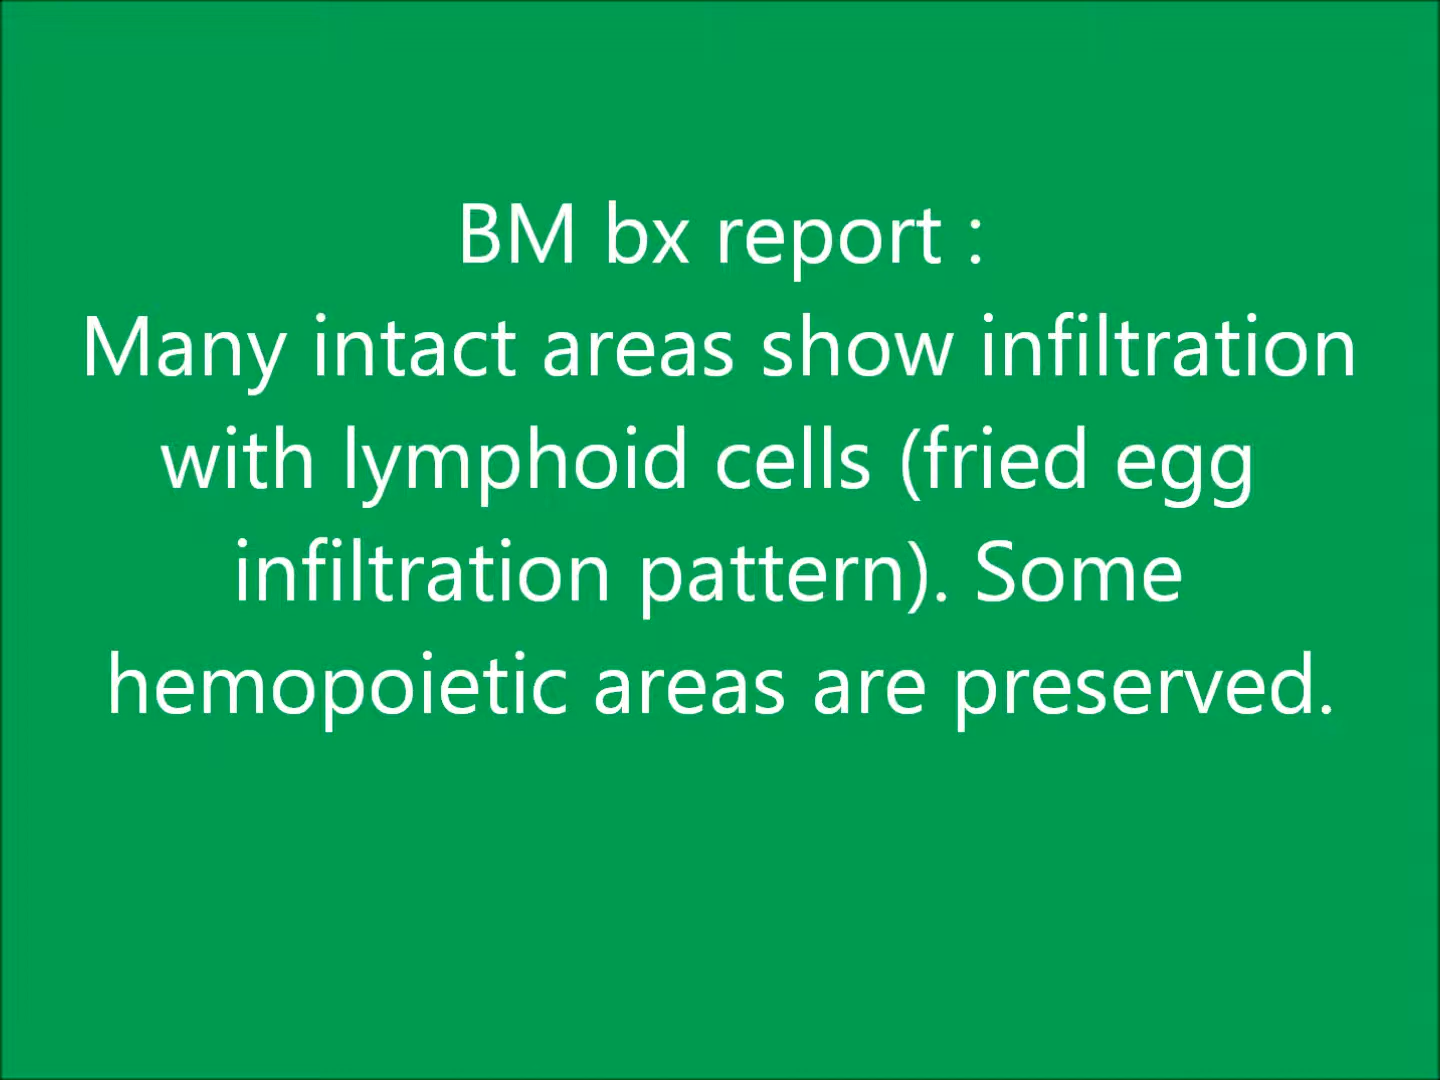 BM bx report :
Many intact areas show infiltration
with lymphoid cells (fried egg
infiltration pattern). Some
hemopoietic areas are preserved.